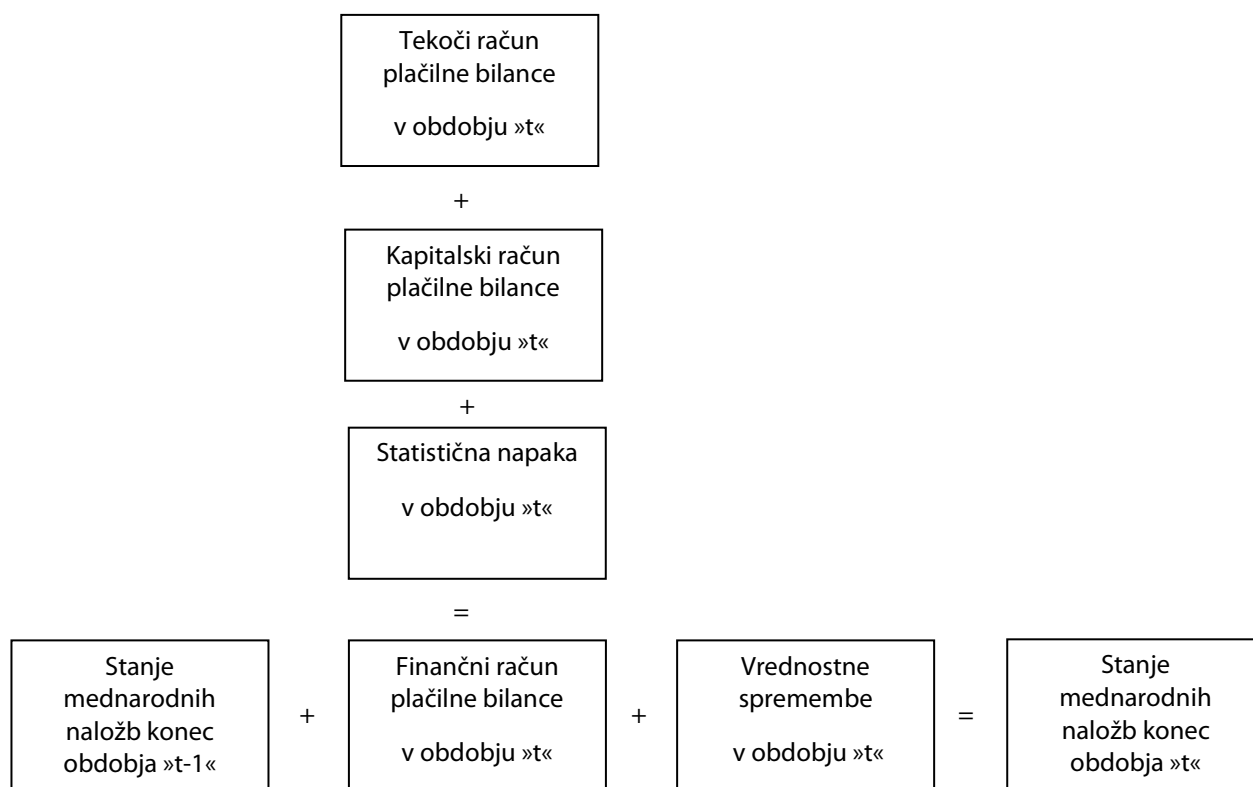 Tekoči račun
plačilne bilance
v obdobju »t«
+
Kapitalski račun
plačilne bilance
v obdobju »t«
+
Statistična napaka
v obdobju »t«
=
Stanje
mednarodnih
naložb konec
obdobja »t-1«
+
Finančni račun
plačilne bilance
v obdobju »t«
+
Vrednostne
spremembe
v obdobju »t«
=
Stanje
mednarodnih
naložb konec
obdobja »t«